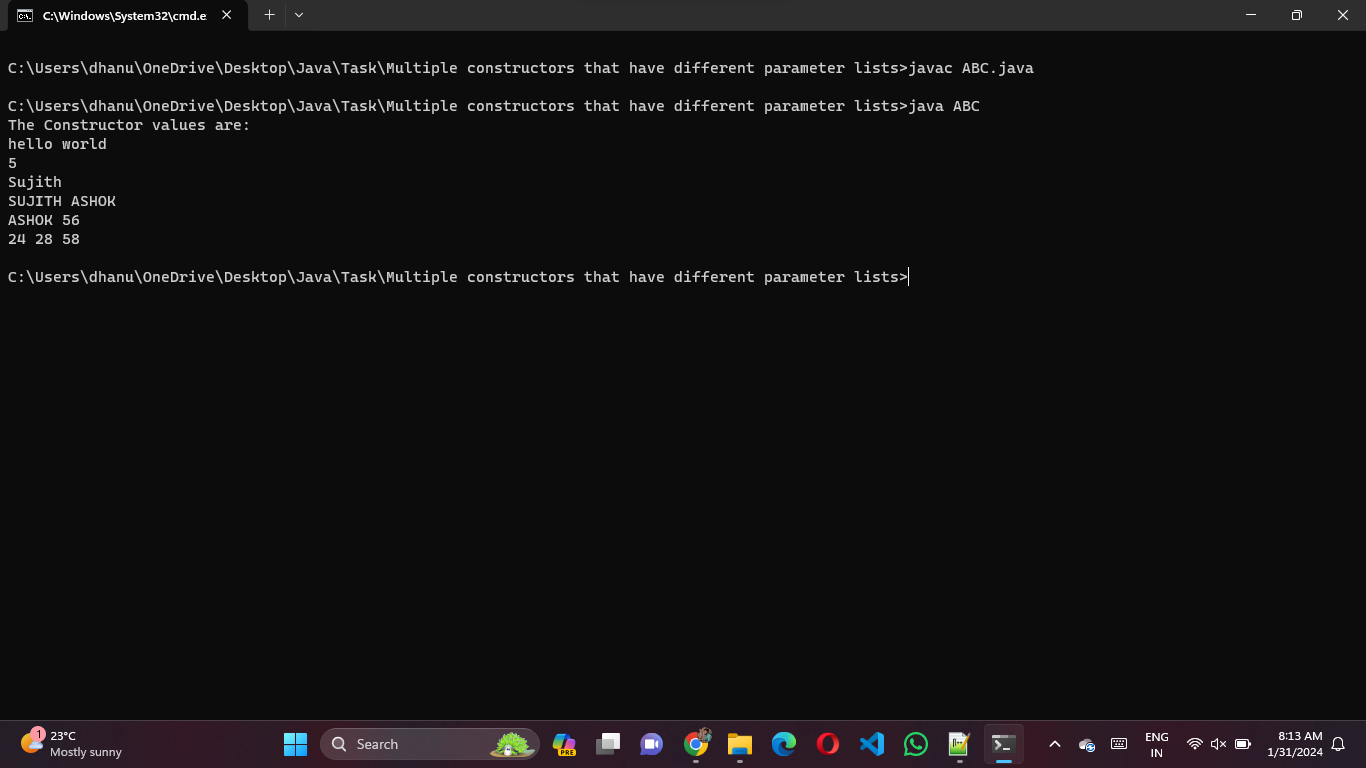 C:\Windows\System32\cmd.e
C:\Users\dhanu\OneDrive\Desktop\Java\Task\Multiple constructors that have different parameter lists>javac ABC.java
C:\Users\dhanu\OneDrive\Desktop\Java\Task\Multiple constructors that have different parameter lists>java ABC
The Constructor values are:
hello world
5
Sujith
SUJITH ASHOK
ASHOK 56
24 28 58
C:\Users\dhanu\OneDrive\Desktop\Java\Task\Multiple constructors that have different parameter lists>
1
23°C
Mostly sunny
Search
PRE
ENG
IN
8:13 AM
1/31/2024